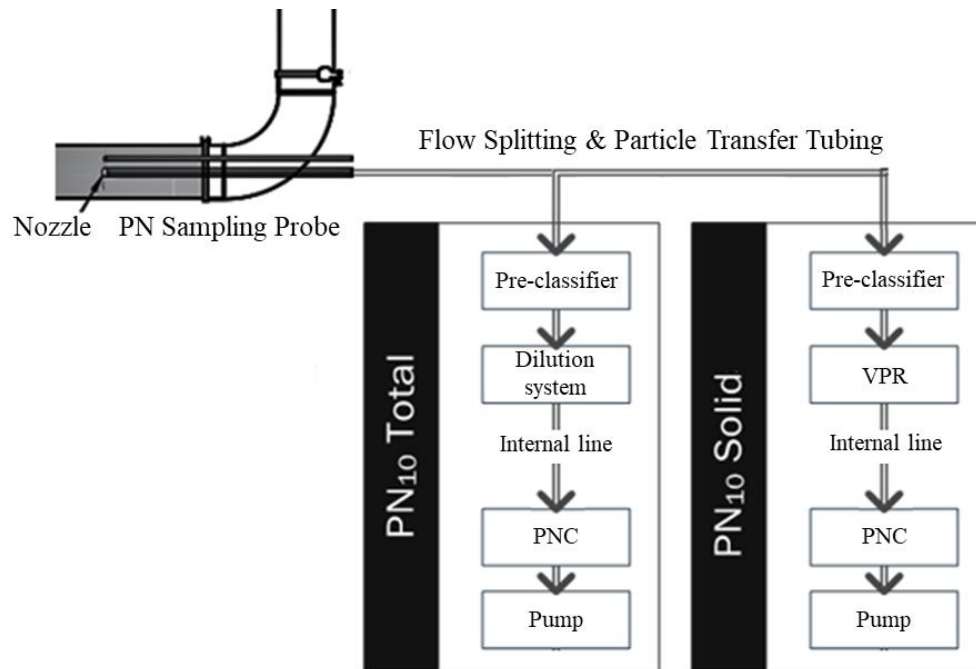 Flow Splitting & Particle Transfer Tubing
Nozzle
PN Sampling Probe
PN₁₀ Total
Pre-classifier
Dilution
system
Internal line
PNC
Pump
PN₁₀ Solid
Pre-classifier
VPR
Internal line
PNC
Pump